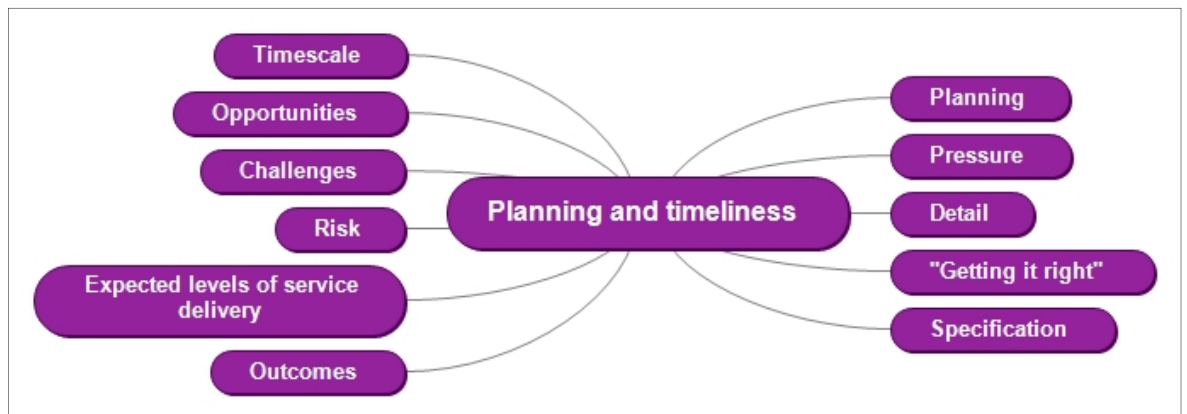 Timescale
Opportunities
Challenges
Risk
Expected levels of service
delivery
Outcomes
Planning and timeliness
Planning
Pressure
Detail
"Getting it right"
Specification